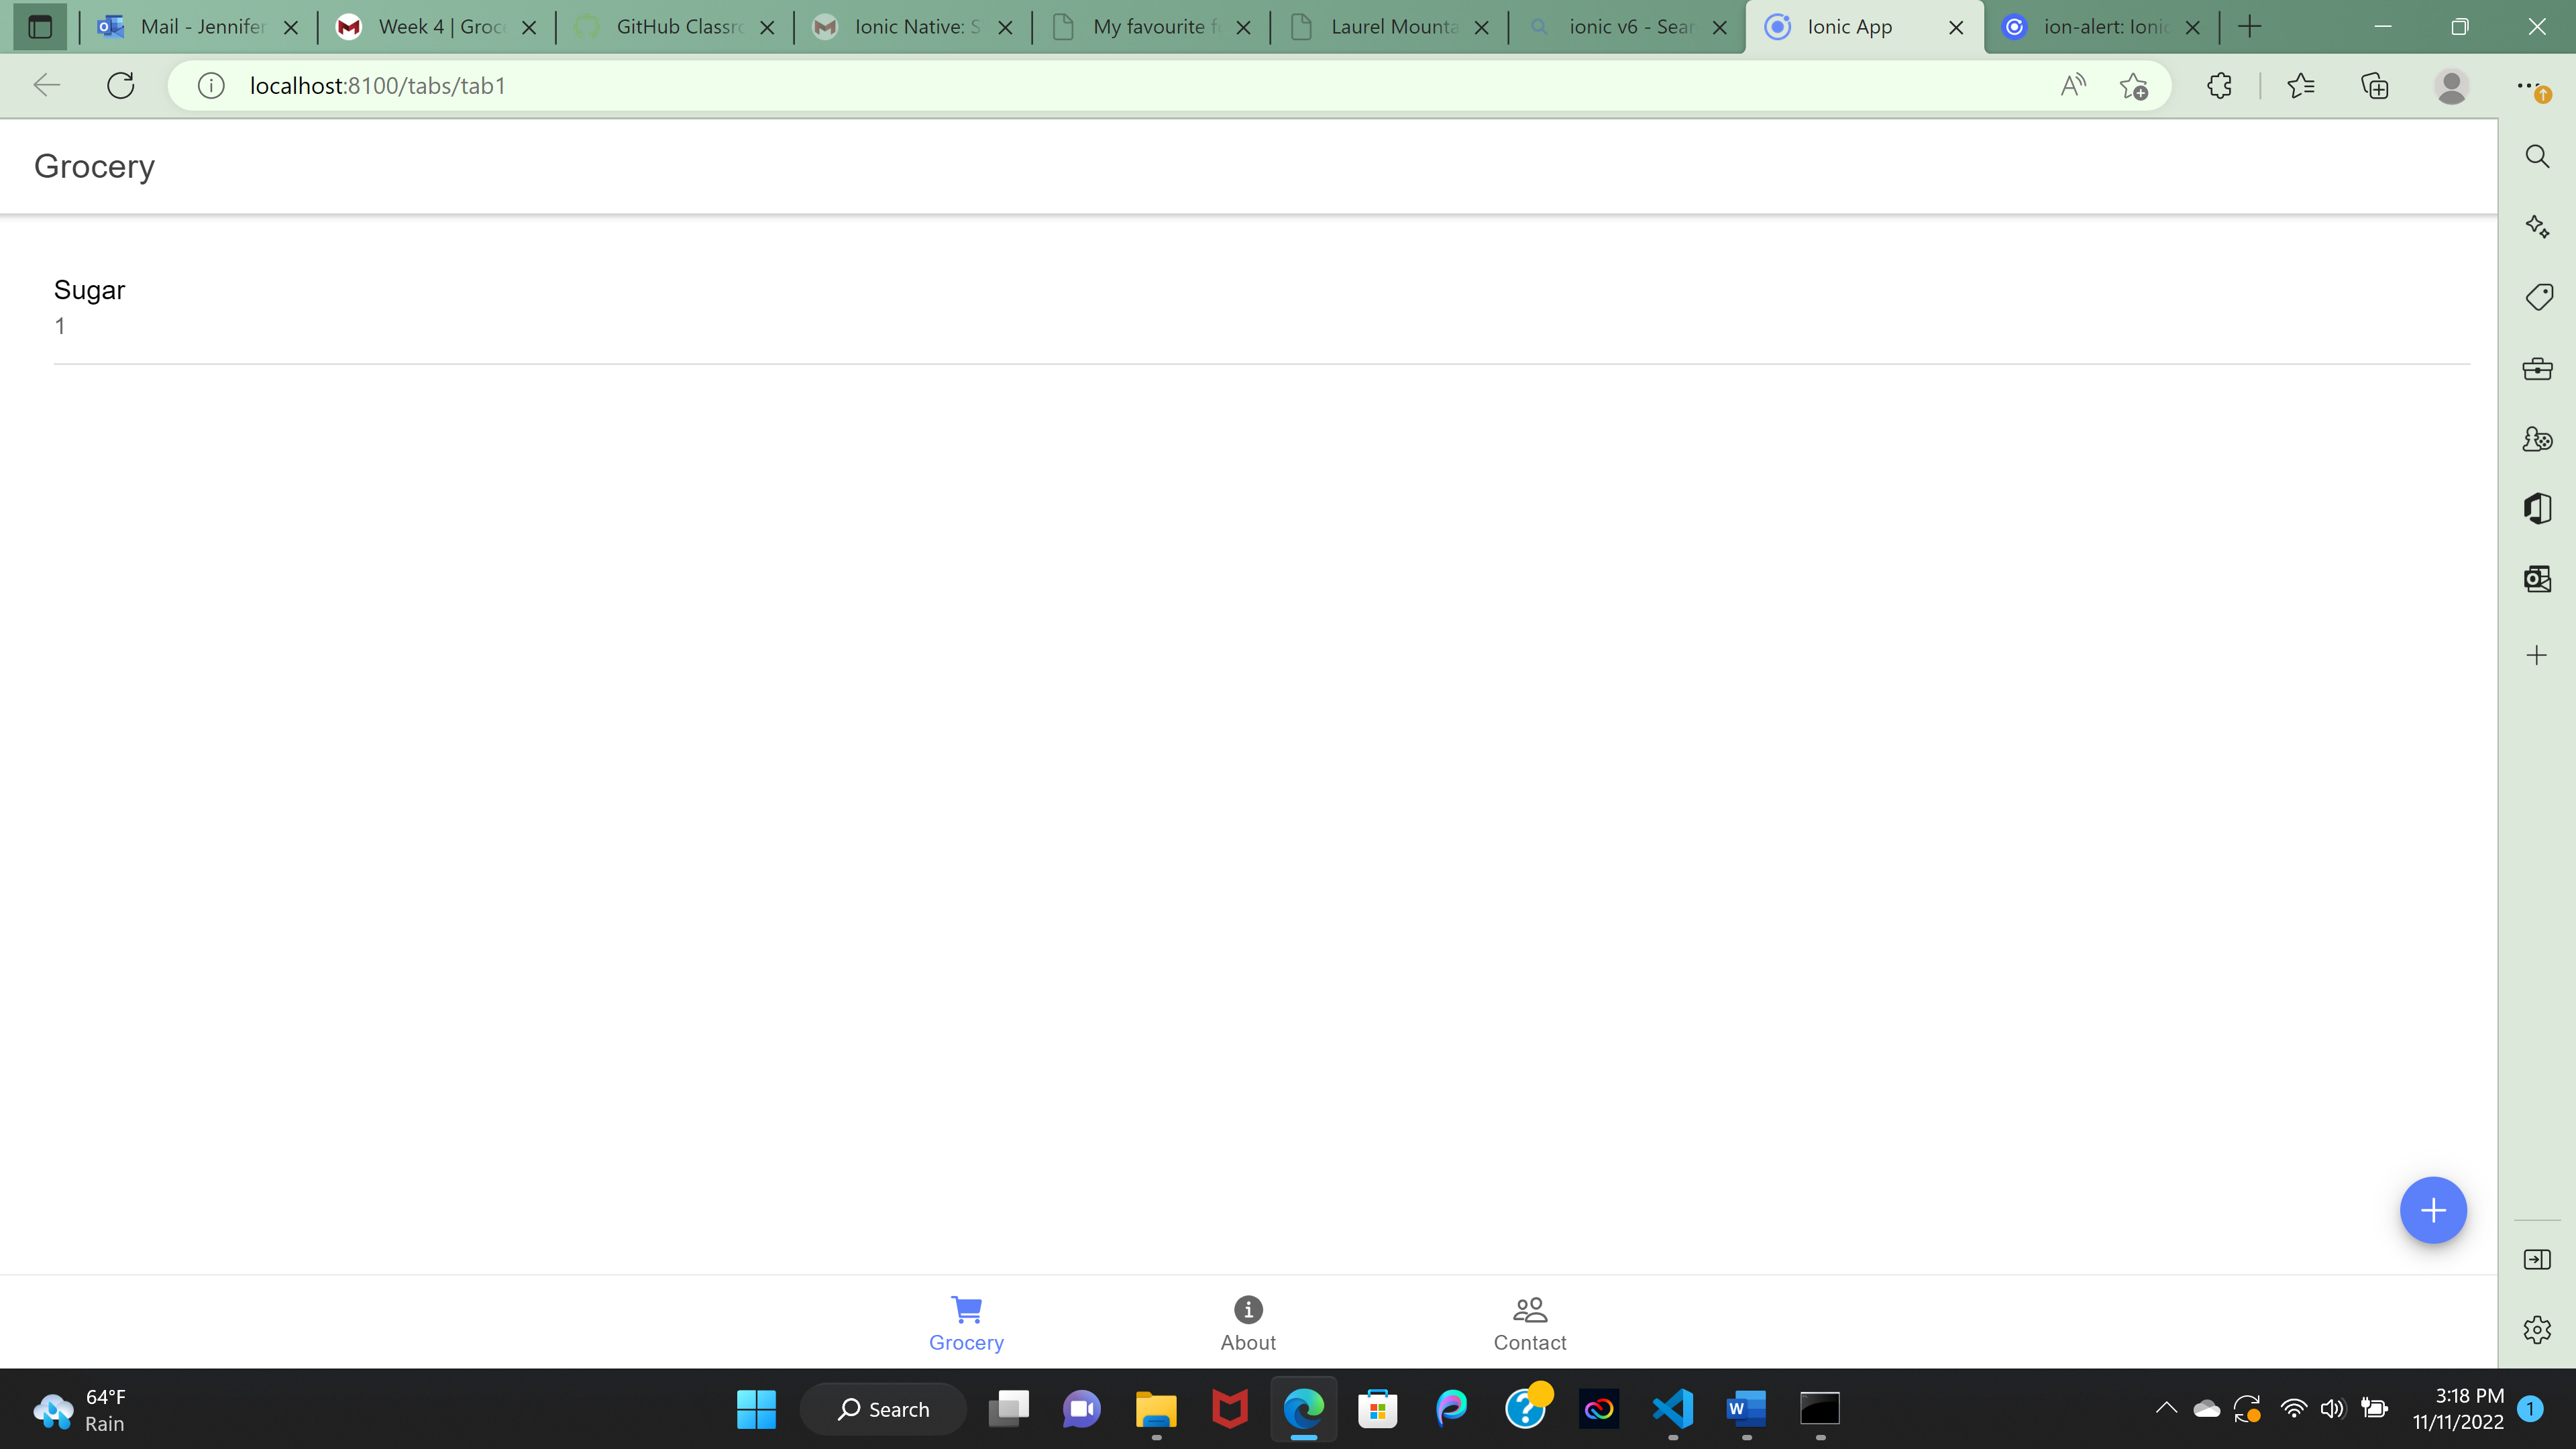 Mail - Jennifer
Week 4 | Groce
GitHub Classro
Ionic Native: S
My favourite f
Laurel Mounta
ionic v6 - Sear
Ionic App
ion-alert: Ionic
localhost:8100/tabs/tab1
Grocery
Sugar
1
Grocery
About
Contact
64°F
Rain
Search
3:18 PM
11/11/2022
1